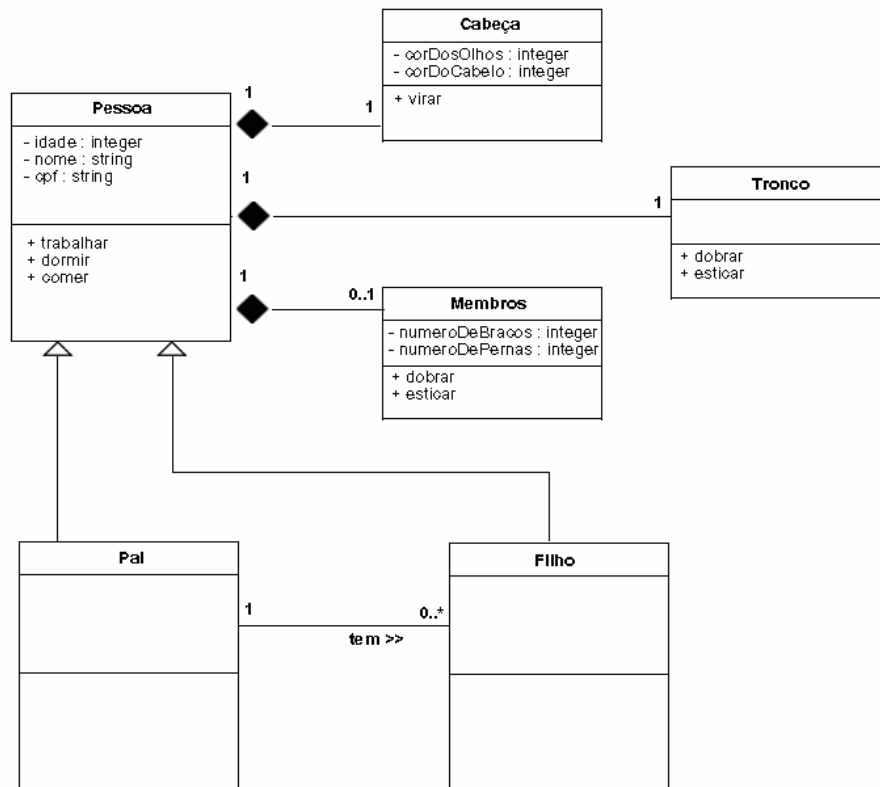 Cabeça
- corDosOlhos : integer
- corDoCabelo : integer
+ virar
1
1
Pessoa
- idade : integer
- nome : string
- cpf : string
+ trabalhar
+ dormir
+ comer
1
1
Tronco
+ dobrar
+ esticar
1
0..1
Membros
- numeroDeBracos : integer
- numeroDePernas : integer
+ dobrar
+ esticar
Pai
1
0..*
tem >>
Filho